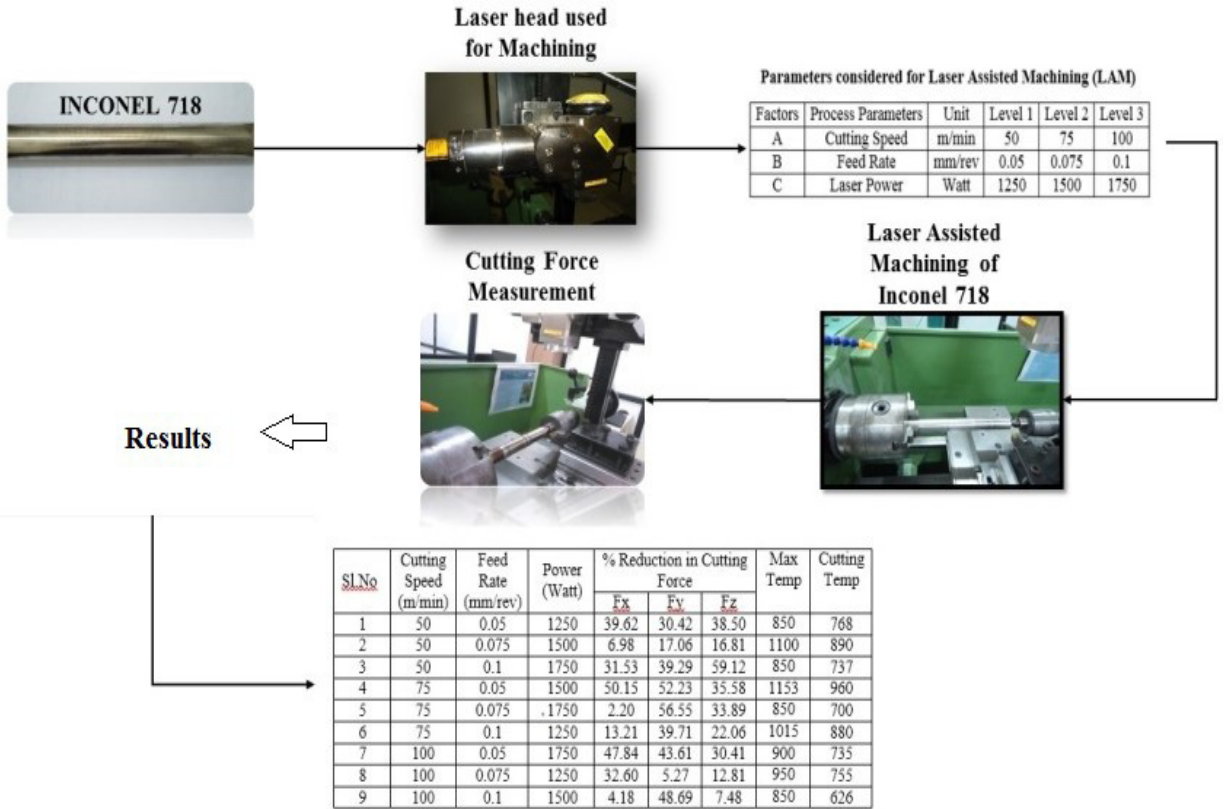 Laser head used
for Machining
INCONEL 718
Parameters considered for Laser Assisted Machining (LAM)
Factors Process Parameters Unit Level 1 Level 2 Level 3
A Cutting Speed m/min 50 75 100
B Feed Rate mm/rev 0.05 0.075 0.1
C Laser Power Watt 1250 1500 1750
Laser Assisted
Machining of
Inconel 718
Cutting Force
Measurement
Results
Sl.No Cutting Speed (m/min) Feed Rate (mm/rev) Power (Watt) % Reduction in Cutting Force Max Temp Cutting Temp
Fx Fy Fz
1 50 0.05 1250 39.62 30.42 38.50 850 768
2 50 0.075 1500 6.98 17.06 16.81 1100 890
3 50 0.1 1750 31.53 39.29 59.12 850 737
4 75 0.05 1500 50.15 52.23 35.58 1153 960
5 75 0.075 .1750 2.20 56.55 33.89 850 700
6 75 0.1 1250 13.21 39.71 22.06 1015 880
7 100 0.05 1750 47.84 43.61 30.41 900 735
8 100 0.075 1250 32.60 5.27 12.81 950 755
9 100 0.1 1500 4.18 48.69 7.48 850 626